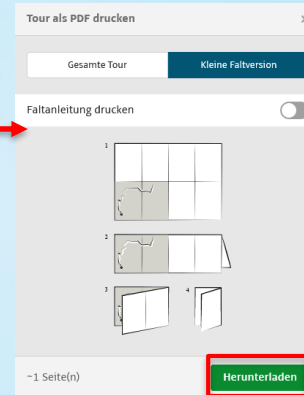 Tour als PDF drucken
Gesamte Tour Kleine Faltversion
Faltanleitung drucken
1
2
3 4
~1 Seite(n) Herunterladen